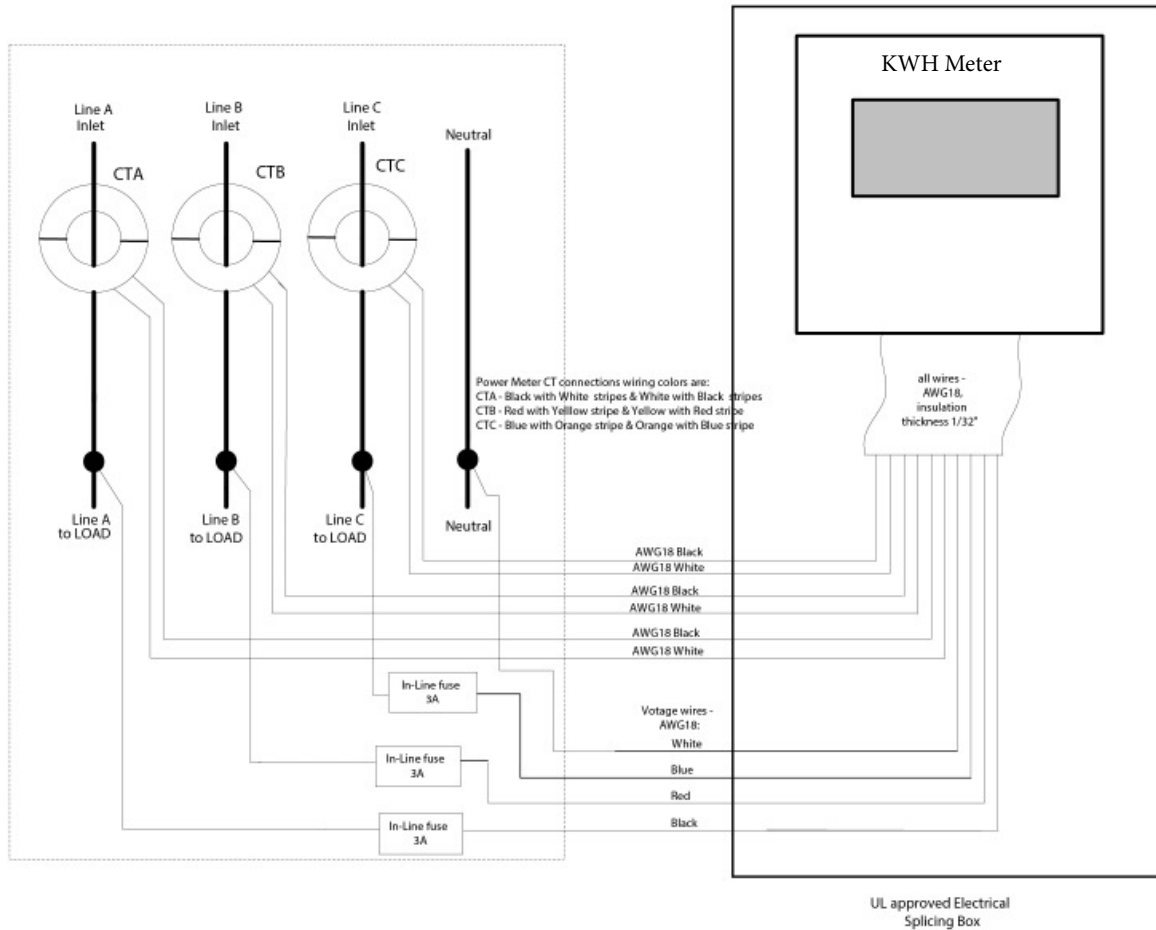 KWH Meter
Line A
Inlet
Line B
Inlet
Line C
Inlet
Neutral
CTA
CTB
CTC
Power Meter CT connections wiring colors are:
CTA - Black with White stripes & White with Black stripes
CTB - Red with Yelllow stripe & Yellow with Red stripe
CTC - Blue with Orange stripe & Orange with Blue stripe
all wires -
AWG18,
insulation
thickness 1/32"
Line A
to LOAD
Line B
to LOAD
Line C
to LOAD
Neutral
AWG18 Black
AWG18 White
AWG18 Black
AWG18 White
AWG18 Black
AWG18 White
In-Line fuse
3A
Votage wires -
AWG18:
White
In-Line fuse
3A
Blue
Red
In-Line fuse
3A
Black
UL approved Electrical
Splicing Box